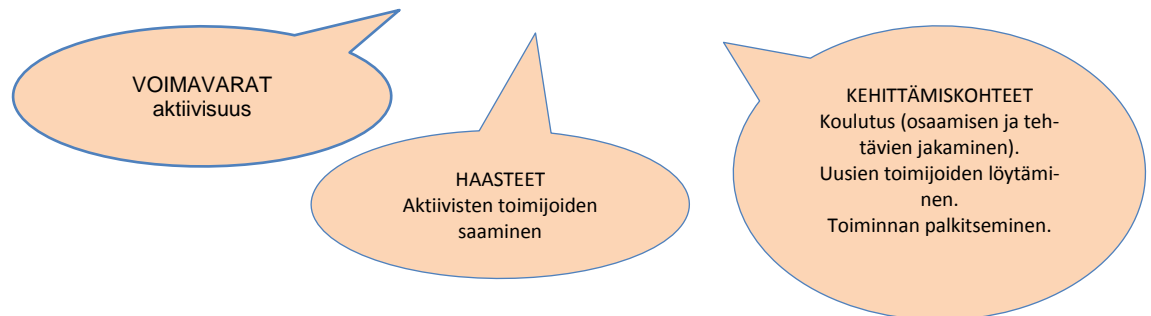 VOIMAVARAT
aktiivisuus
HAASTEET
Aktiivisten toimijoiden
saaminen
KEHITTÄMISKOHTEET
Koulutus (osaamisen ja teh-
tävien jakaminen).
Uusien toimijoiden löytämi-
nen.
Toiminnan palkitseminen.